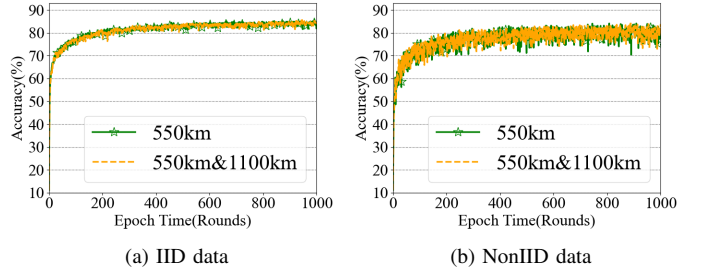 90
80
70
60
50
40
30
20
10
0 200 400 600 800 1000
Accuracy(%)
Epoch Time(Rounds)
550km
550km&1100km
(a) IID data
90
80
70
60
50
40
30
20
10
0 200 400 600 800 1000
Accuracy(%)
Epoch Time(Rounds)
550km
550km&1100km
(b) NonIID data